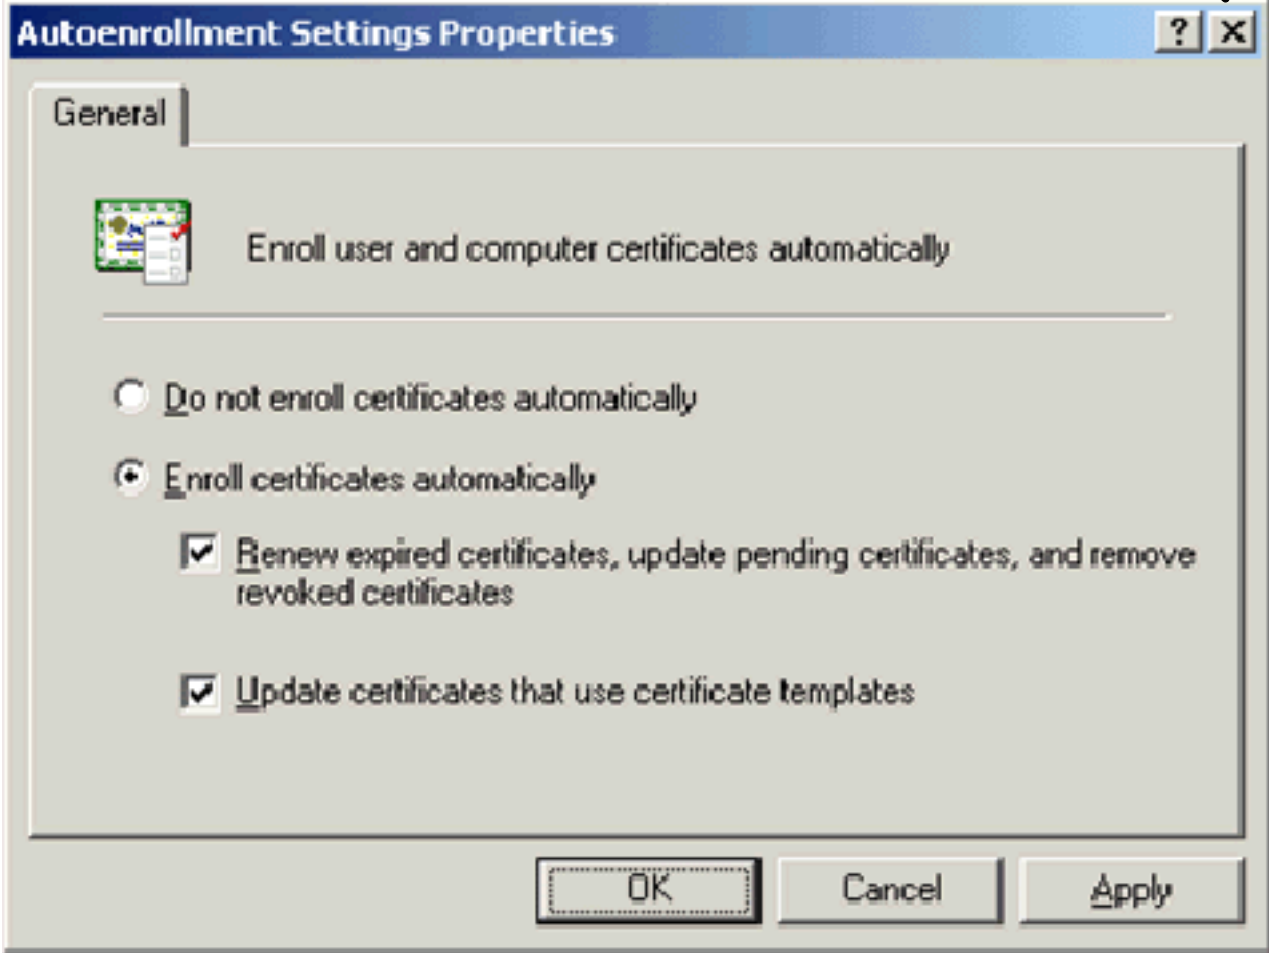 Autoenrollment Settings Properties
General
Enroll user and computer certificates automatically
Do not enroll certificates automatically
Enroll certificates automatically
Renew expired certificates, update pending certificates, and remove
revoked certificates
Update certificates that use certificate templates
OK Cancel Apply